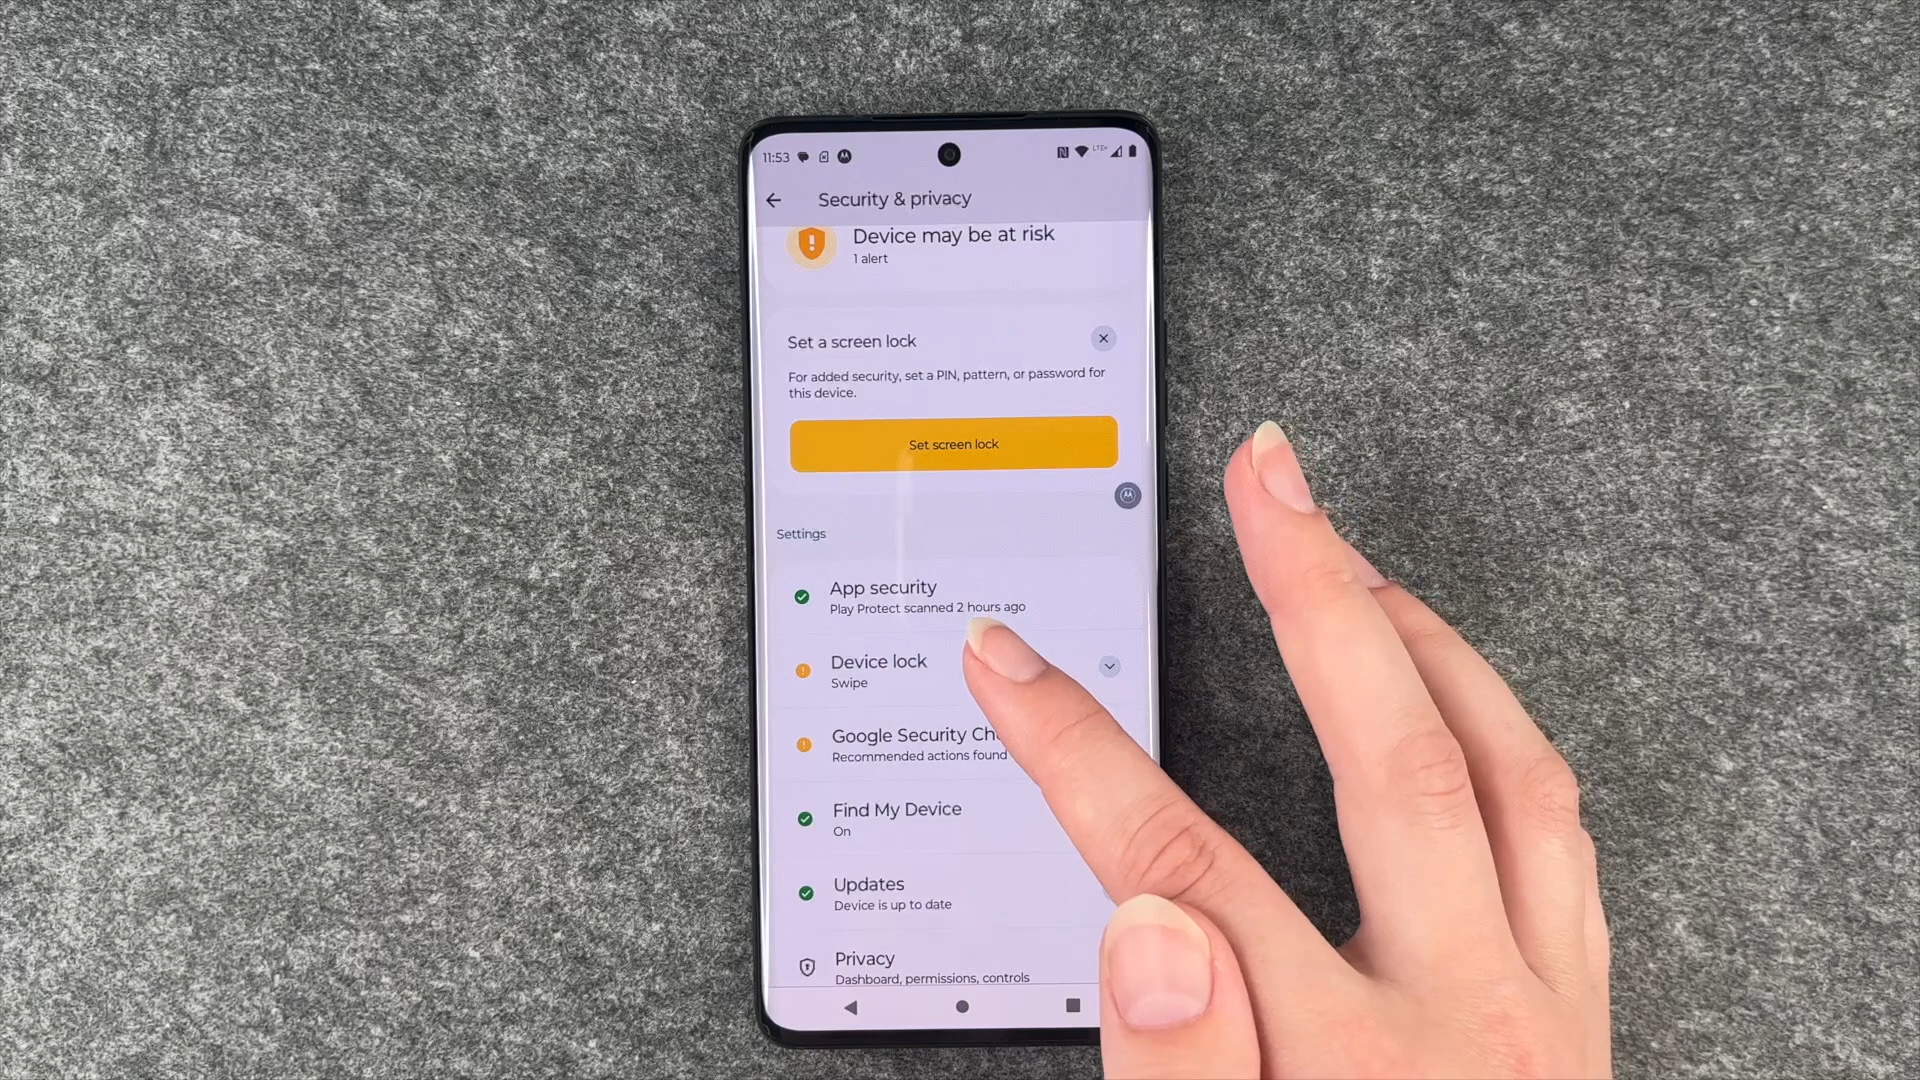 11:53
LTE+
Security & privacy
Device may be at risk
1 alert
Set a screen lock
For added security, set a PIN, pattern, or password for
this device.
Set screen lock
Settings
App security
Play Protect scanned 2 hours ago
Device lock
Swipe
Google Security
Recommended actions found
Find My Device
On
Updates
Device is up to date
Privacy
Dashboard, permissions, controls